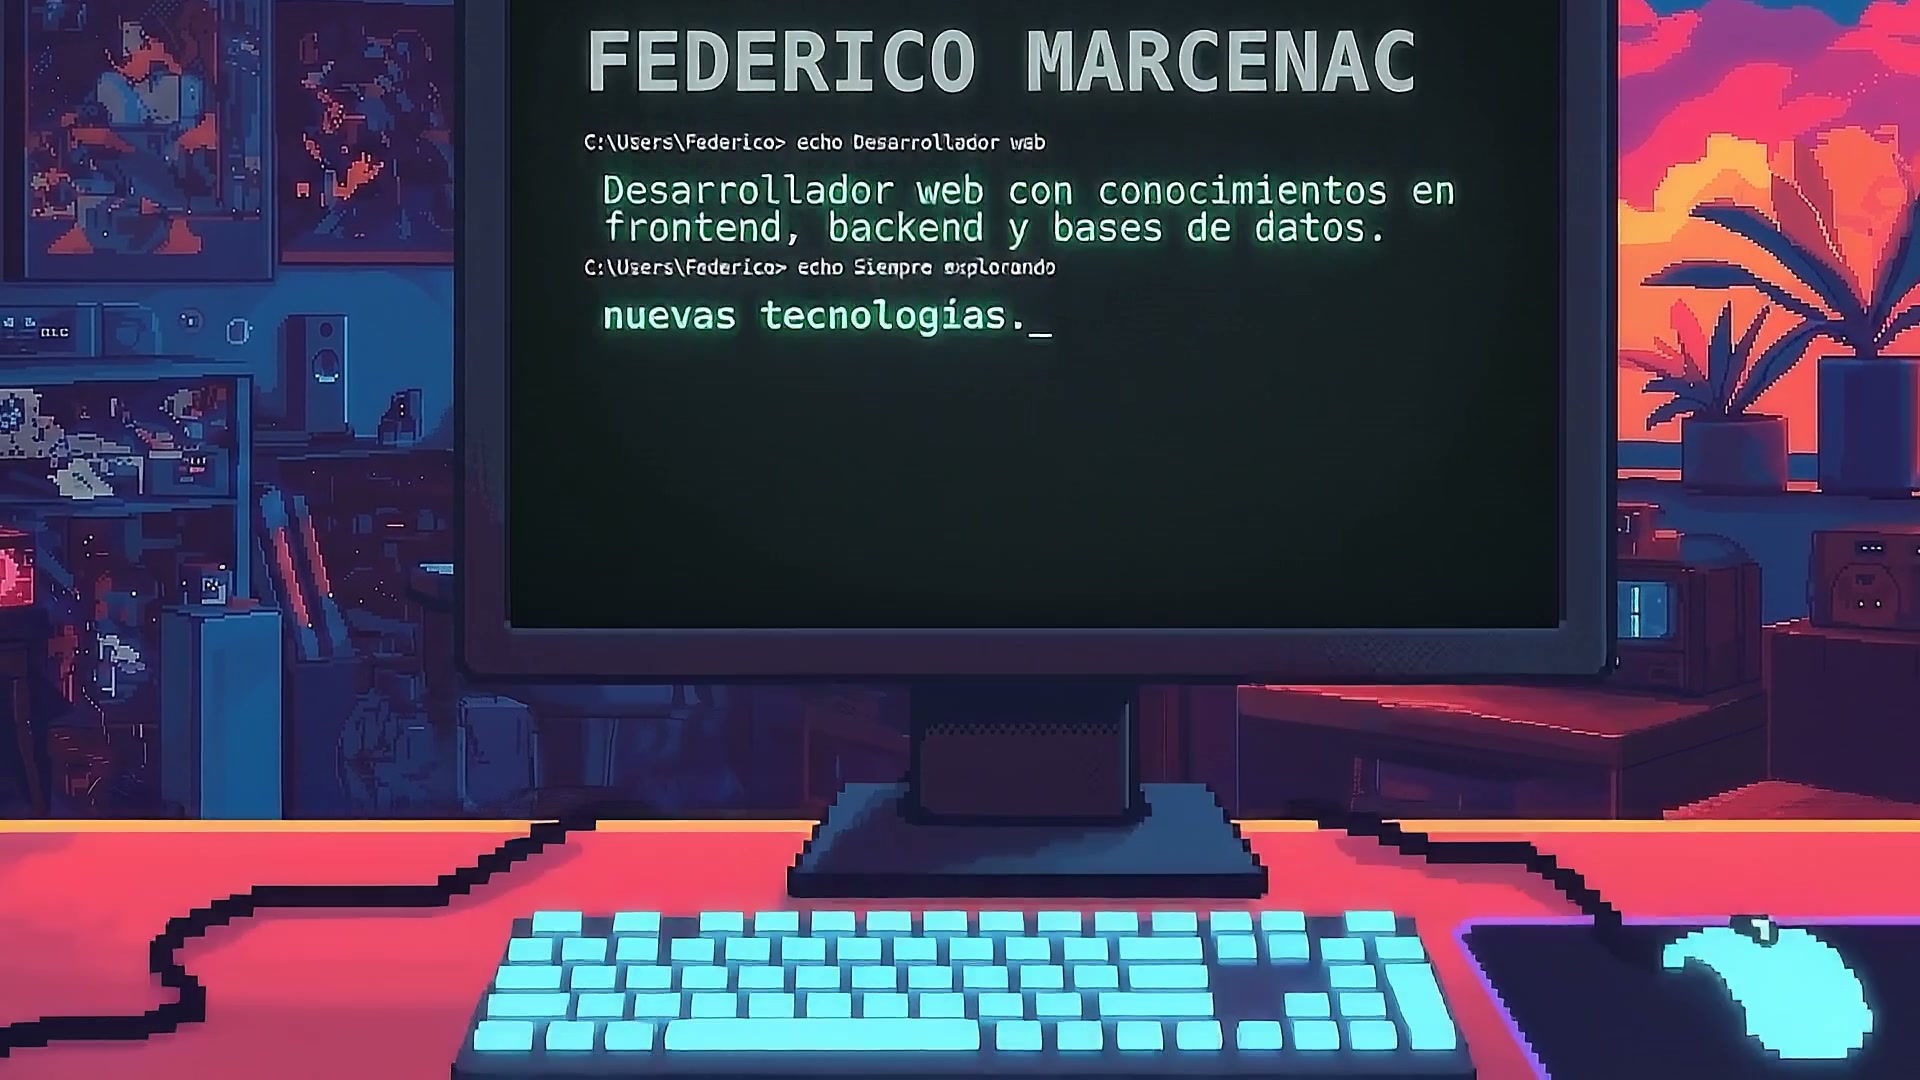 FEDERICO MARCENAC
C:\Users\Federico> echo Desarrollador web
Desarrollador web con conocimientos en
frontend, backend y bases de datos.
C:\Users\Federico> echo Siempre explorando
nuevas tecnologías._